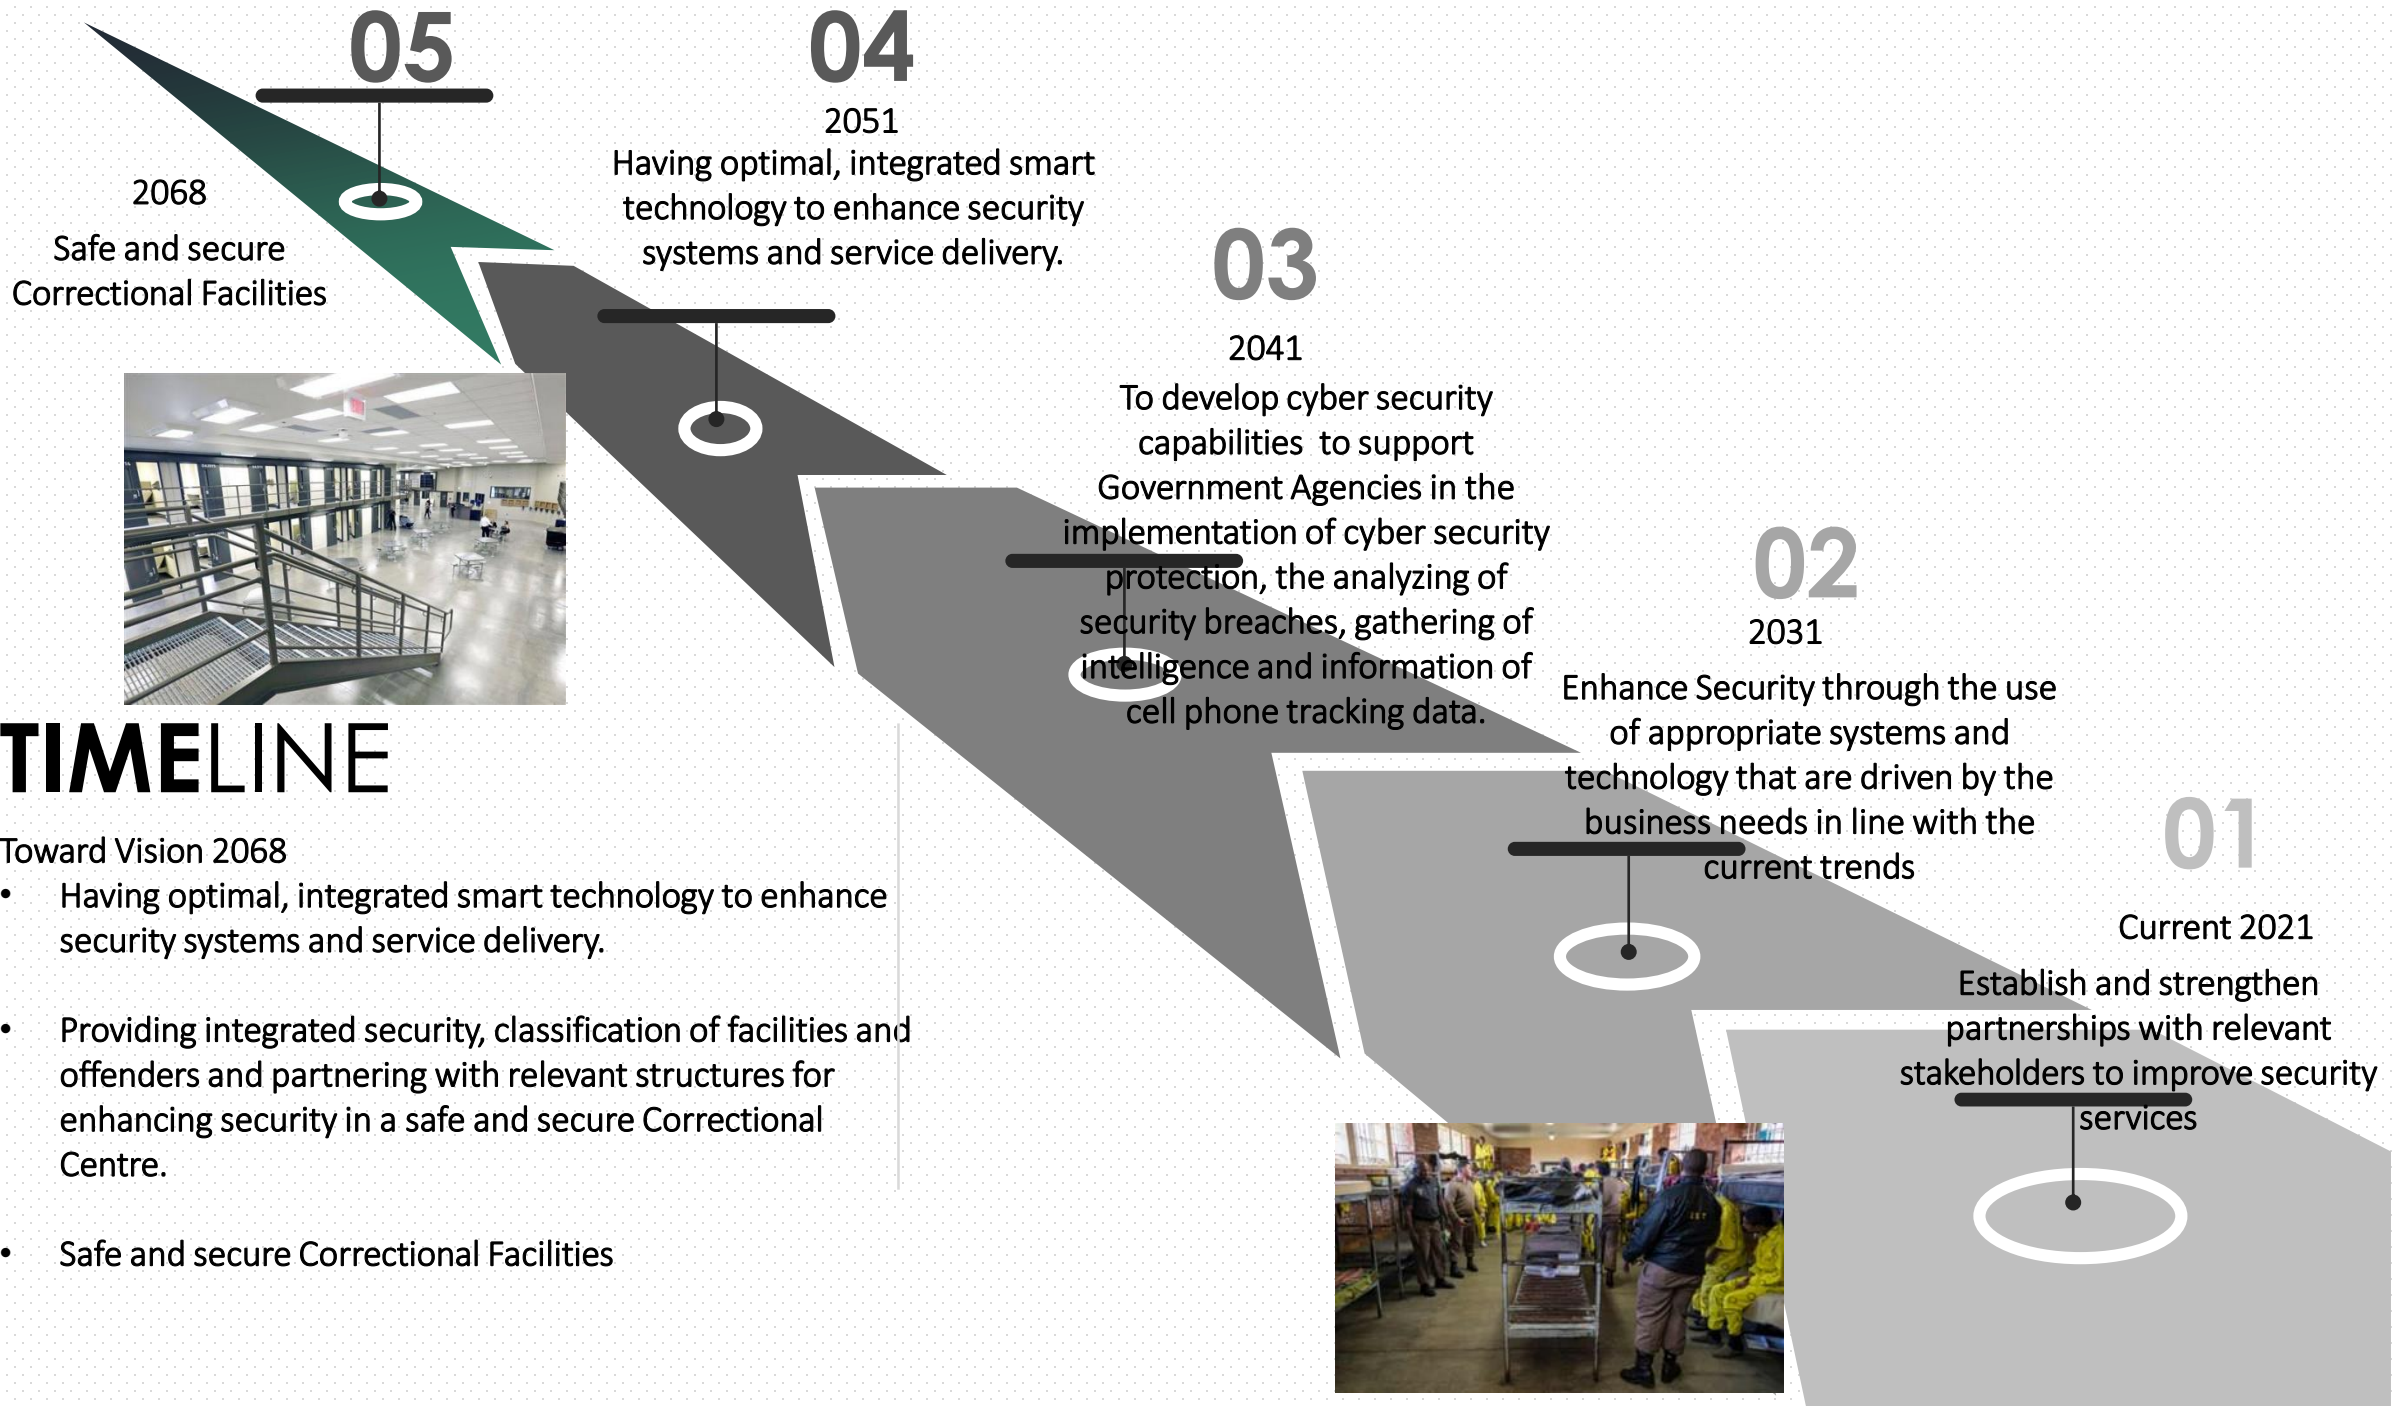 05
2068
Safe and secure
Correctional Facilities
04
2051
Having optimal, integrated smart
technology to enhance security
systems and service delivery.
03
2041
To develop cyber security
capabilities  to support
Government Agencies in the
implementation of cyber security
protection, the analyzing of
security breaches, gathering of
intelligence and information of
cell phone tracking data.
02
2031
Enhance Security through the use
of appropriate systems and
technology that are driven by the
business needs in line with the
current trends
01
Current 2021
Establish and strengthen
partnerships with relevant
stakeholders to improve security
services
TIMELINE
Toward Vision 2068
• Having optimal, integrated smart technology to enhance
security systems and service delivery.
• Providing integrated security, classification of facilities and
offenders and partnering with relevant structures for
enhancing security in a safe and secure Correctional
Centre.
• Safe and secure Correctional Facilities